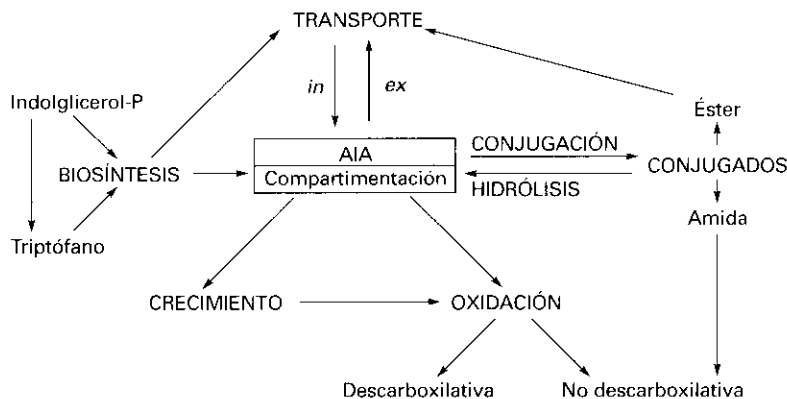 TRANSPORTE
in
ex
Indolglicerol-P
Éster
AIA
CONJUGACIÓN
BIOSÍNTESIS
Compartimentación
CONJUGADOS
HIDRÓLISIS
Triptófano
Amida
CRECIMIENTO
OXIDACIÓN
Descarboxilativa
No descarboxilativa